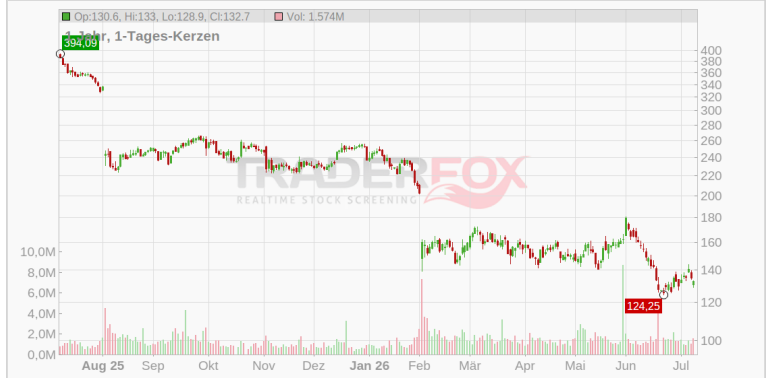 Op:130.6, Hi:133, Lo:128.9, Cl:132.7 Vol: 1.574M
1 Jahr, 1-Tages-Kerzen
394,09
400
380
360
340
320
300
280
260
240
220
200
180
160
140
120
100
TRADERFOX
REALTIME STOCK SCREENING
10,0M
8,0M
6,0M
4,0M
2,0M
0,0M
124,25
Aug 25 Sep Okt Nov Dez Jan 26 Feb Mär Apr Mai Jun Jul